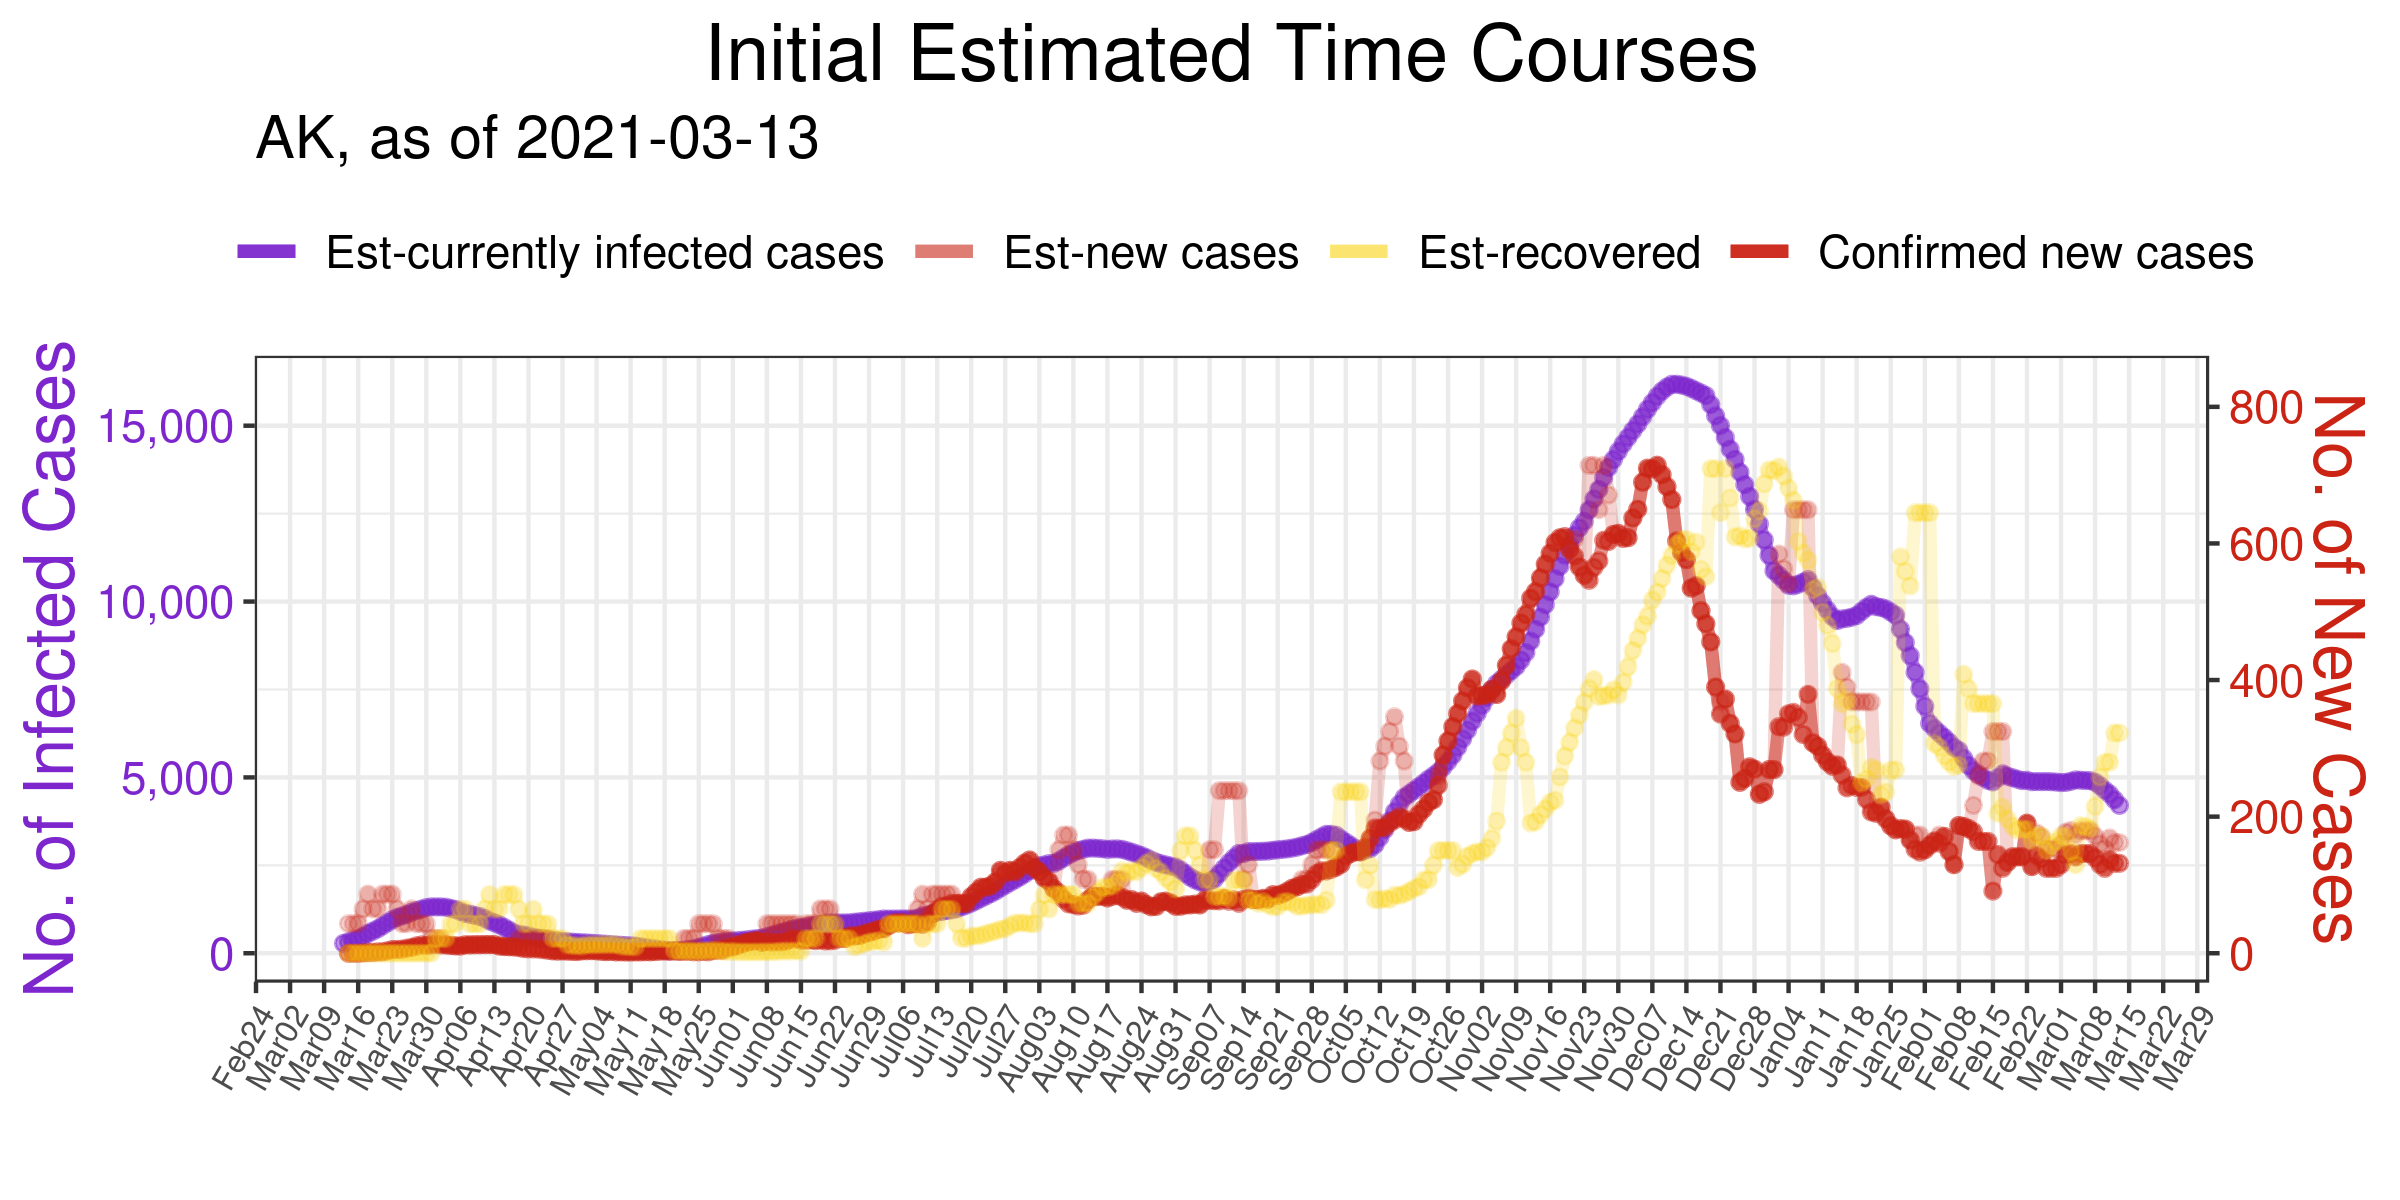 Initial Estimated Time Courses
AK, as of 2021-03-13
Est-currently infected cases Est-new cases Est-recovered Confirmed new cases
No. of Infected Cases
15,000
10,000
5,000
0
800
600
400
200
0
No. of New Cases
Feb24 Mar02 Mar09 Mar16 Mar23 Mar30 Apr06 Apr13 Apr20 Apr27 May04 May11 May18 May25 Jun01 Jun08 Jun15 Jun22 Jun29 Jul06 Jul13 Jul20 Jul27 Aug03 Aug10 Aug17 Aug24 Aug31 Sep07 Sep14 Sep21 Sep28 Oct05 Oct12 Oct19 Oct26 Nov02 Nov09 Nov16 Nov23 Nov30 Dec07 Dec14 Dec21 Dec28 Jan04 Jan11 Jan18 Jan25 Feb01 Feb08 Feb15 Feb22 Mar01 Mar08 Mar15 Mar22 Mar29